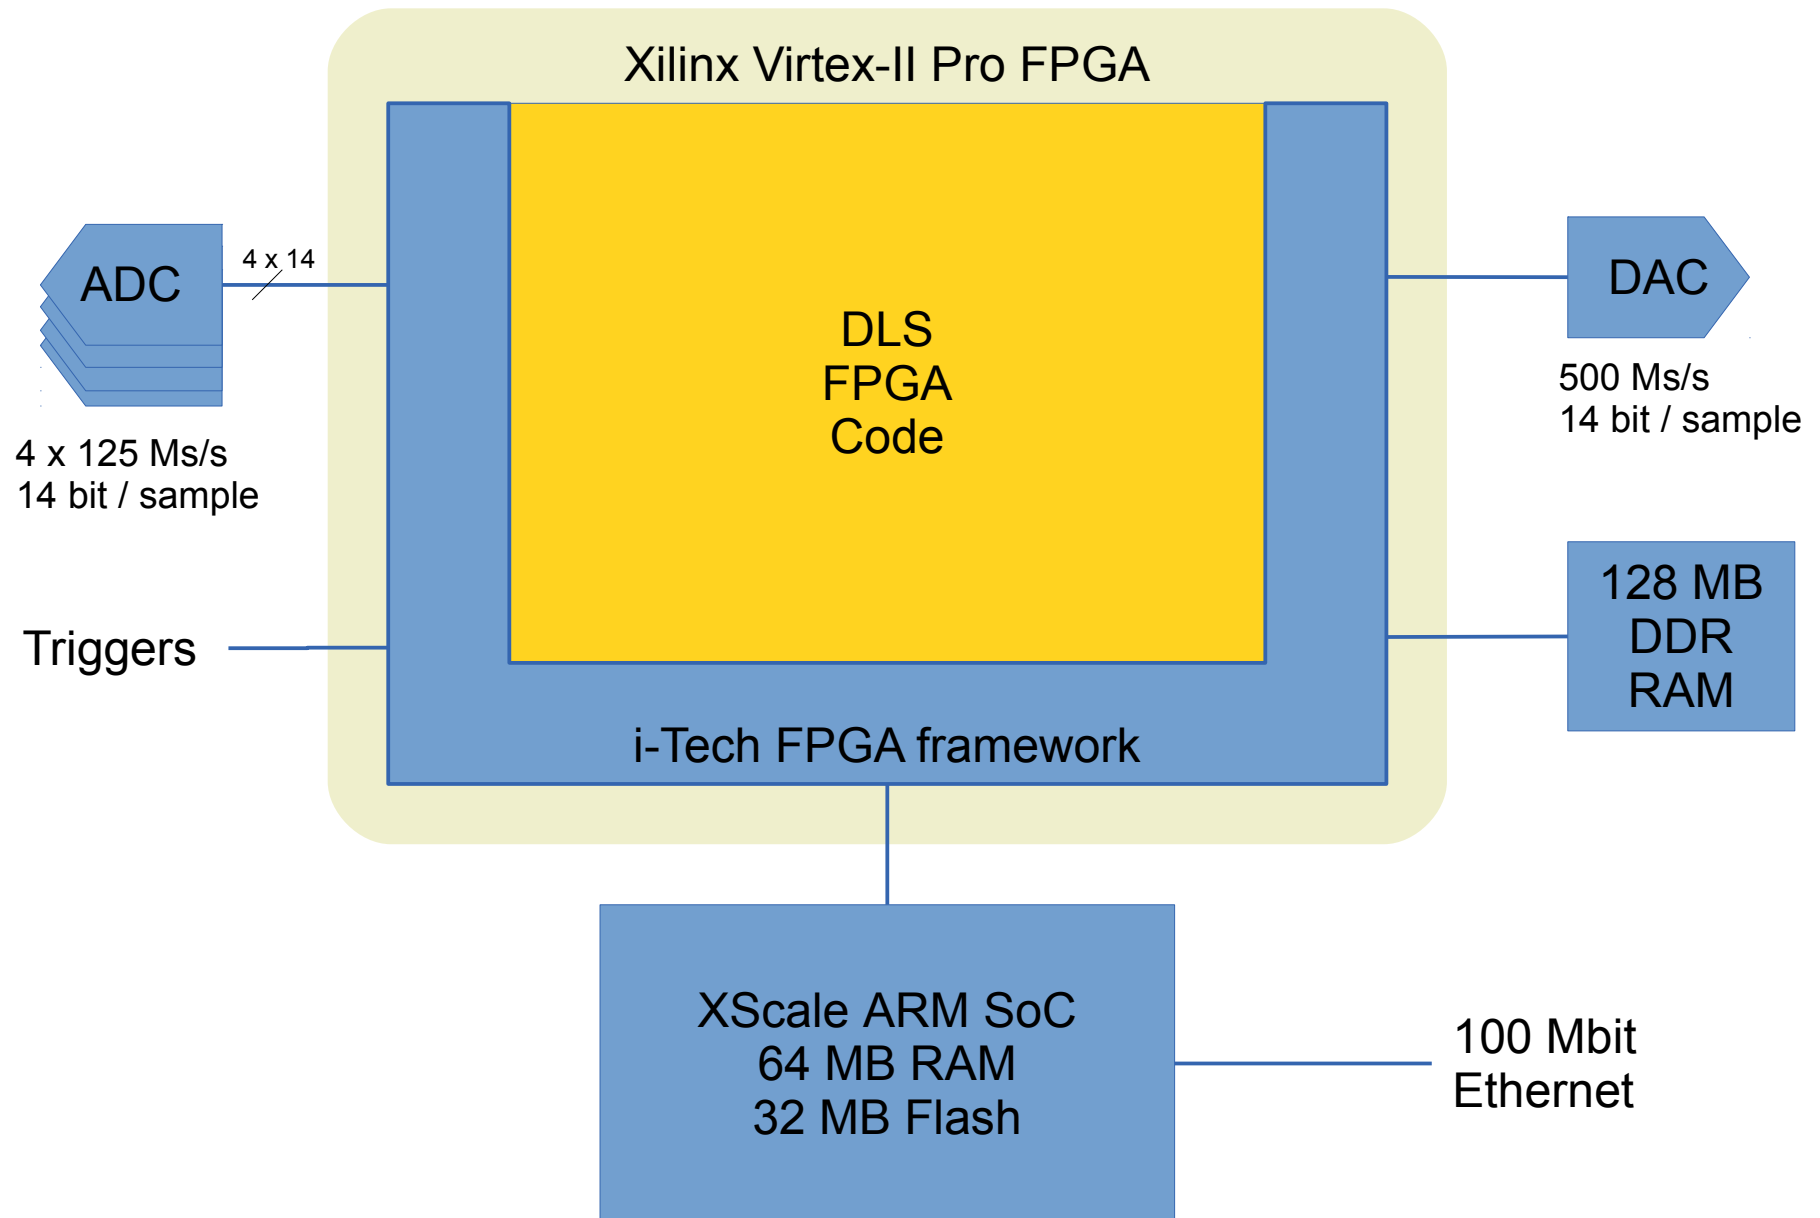 Xilinx Virtex-II Pro FPGA
ADC
4 x 14
4 x 125 Ms/s
14 bit / sample
DLS
FPGA
Code
DAC
500 Ms/s
14 bit / sample
Triggers
128 MB
DDR
RAM
i-Tech FPGA framework
XScale ARM SoC
64 MB RAM
32 MB Flash
100 Mbit
Ethernet